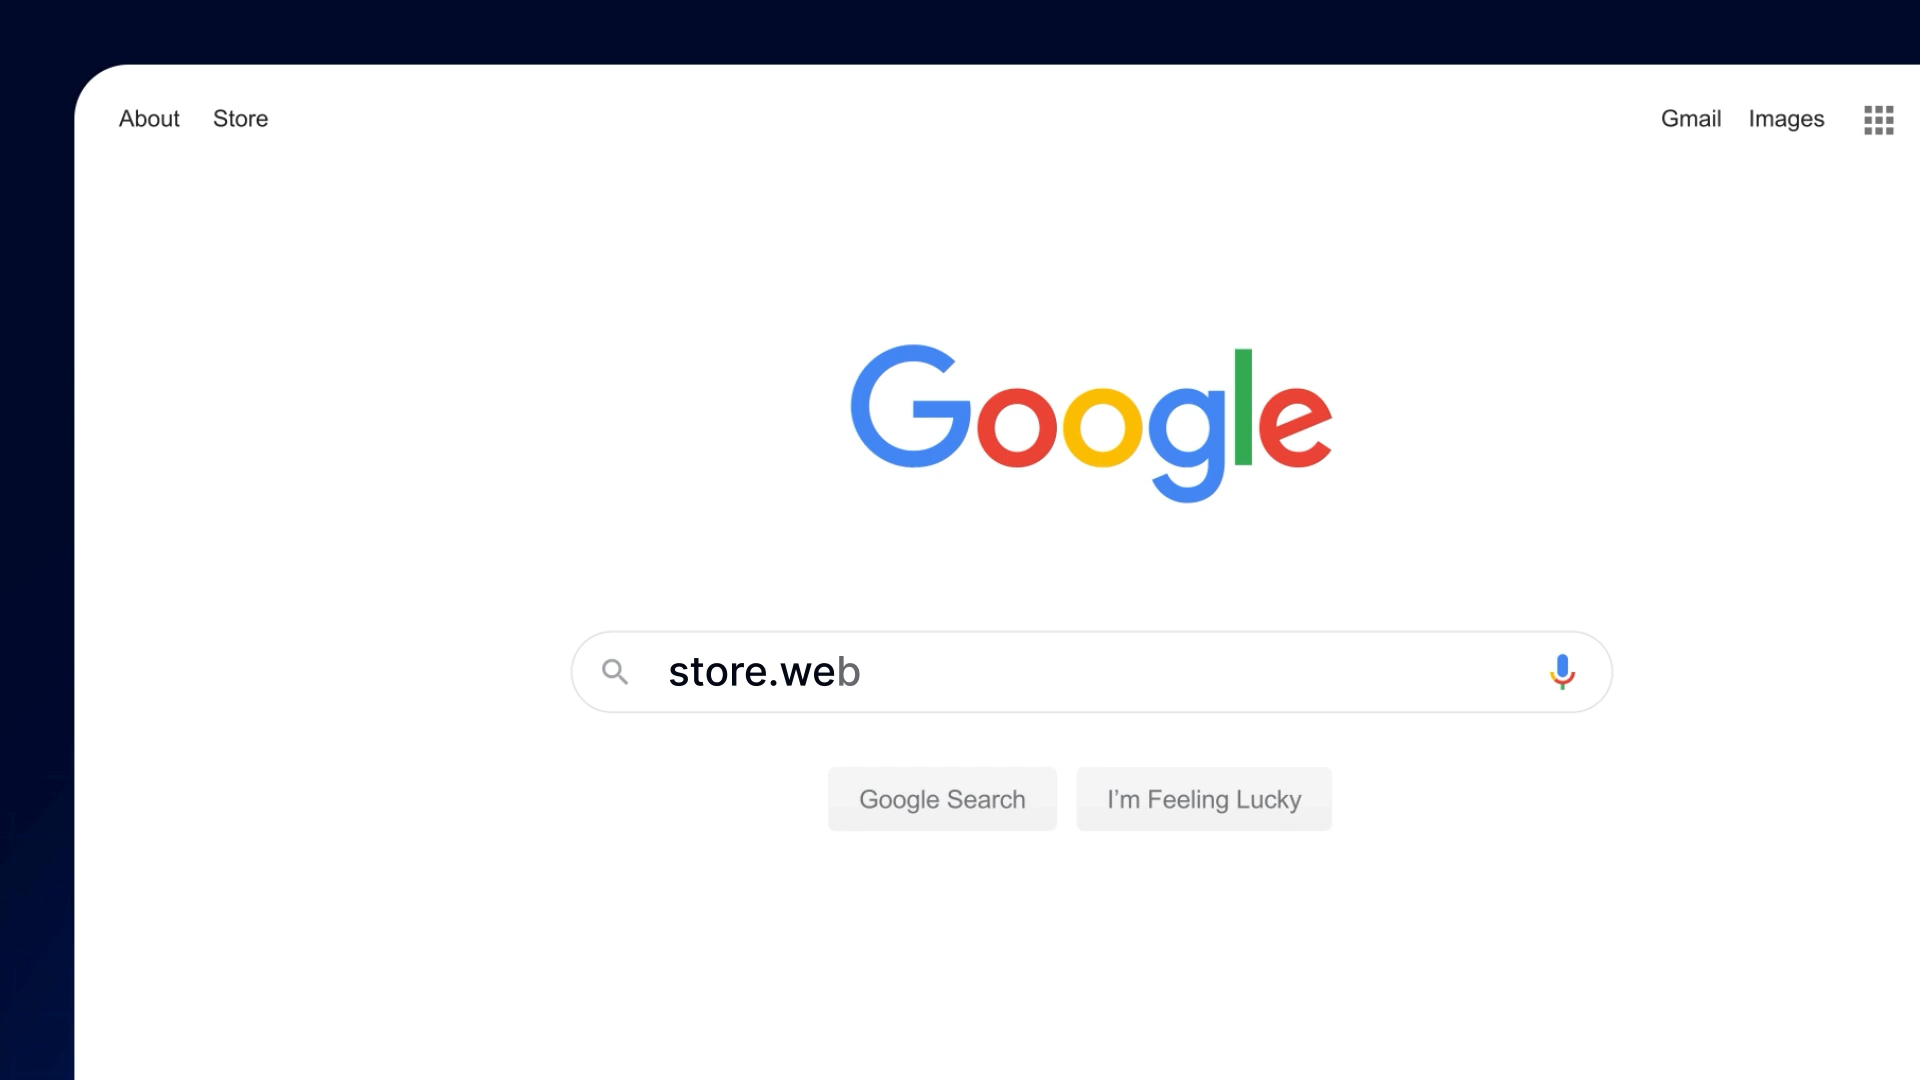 About Store
Gmail Images
Google
store.web
Google Search I’m Feeling Lucky